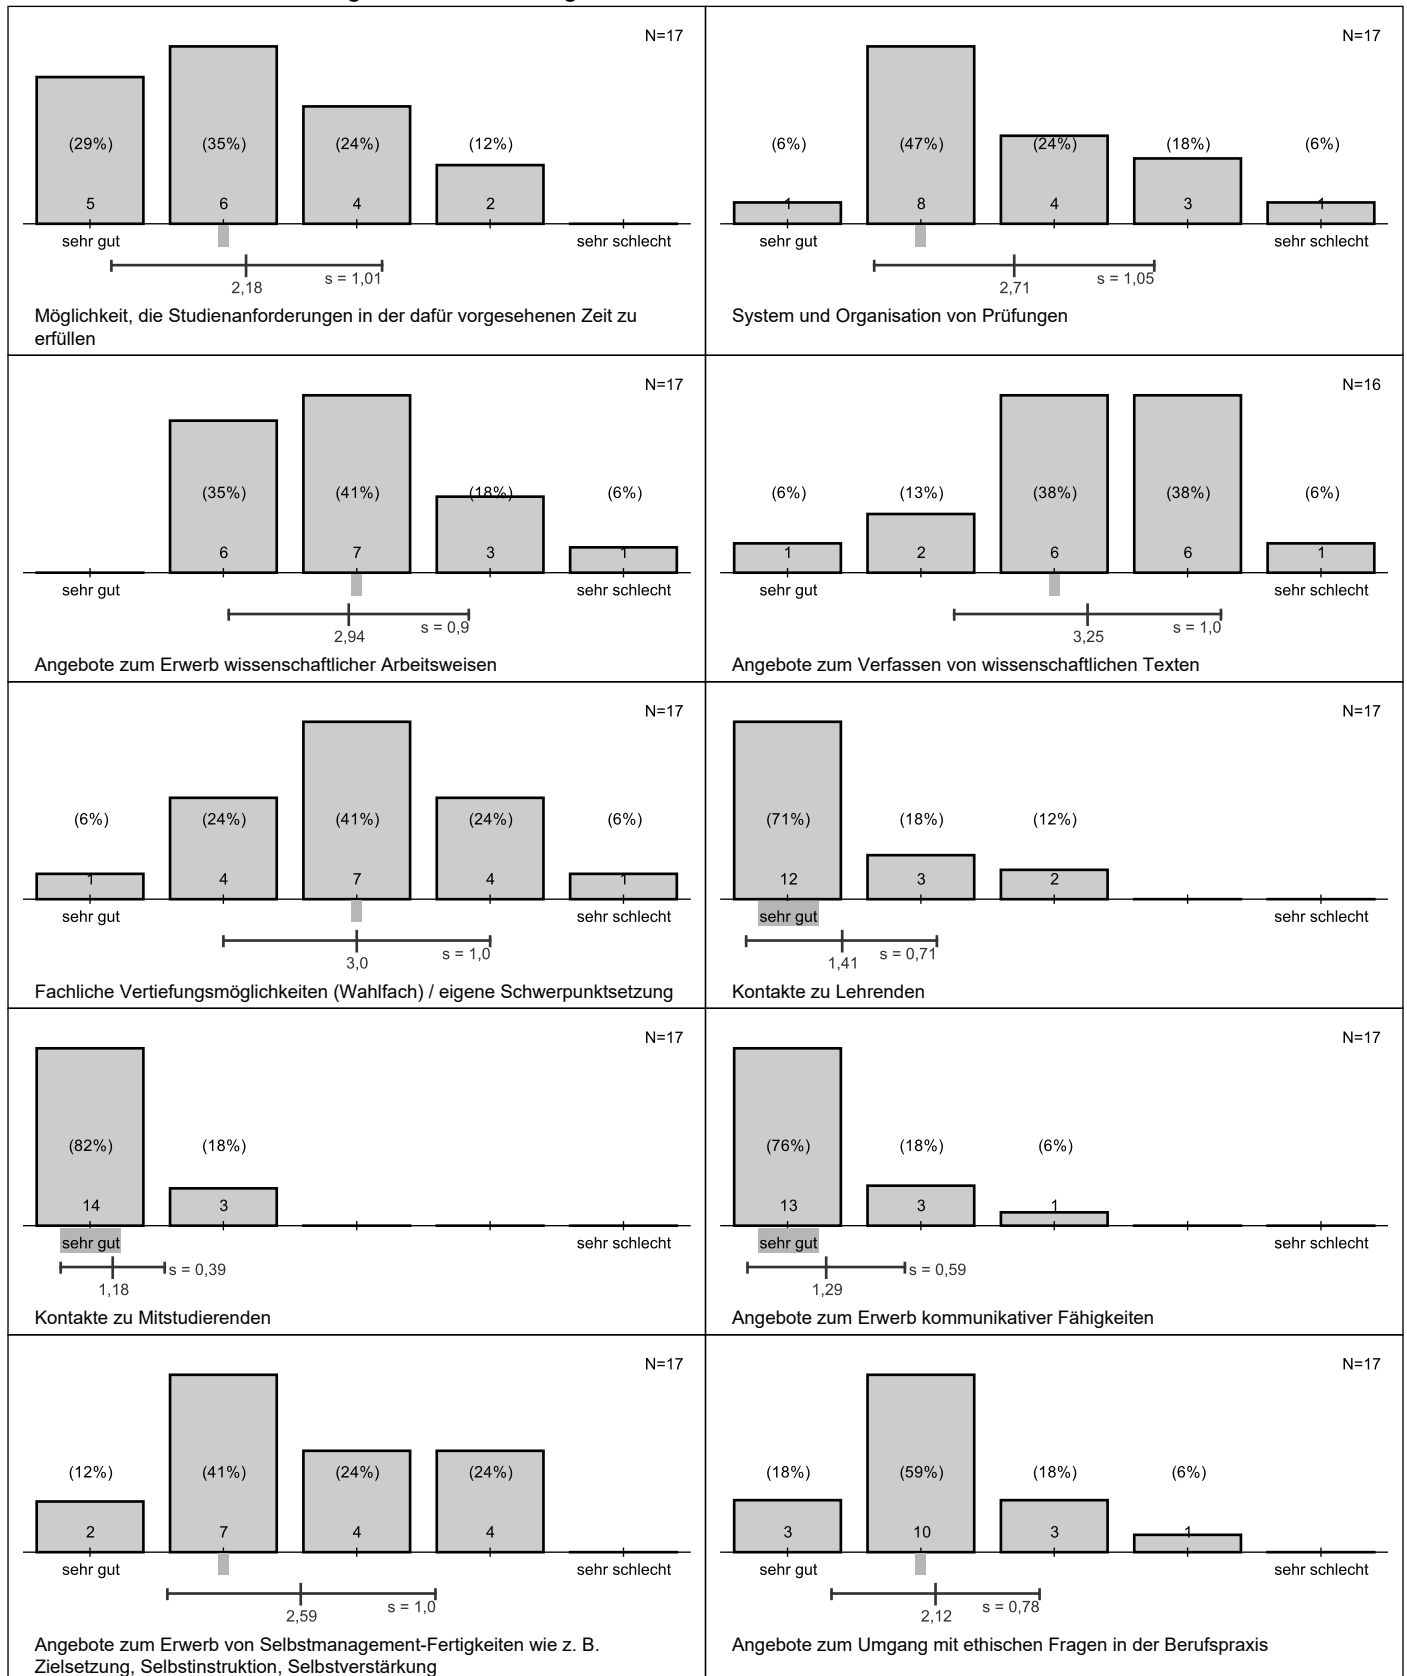 N=17
(29%) (35%) (24%) (12%)
5 6 4 2
sehr gut sehr schlecht
s = 1,01
2,18
Möglichkeit, die Studienanforderungen in der dafür vorgesehenen Zeit zu
erfüllen
N=17
(6%) (47%) (24%) (18%) (6%)
1 8 4 3 1
sehr gut sehr schlecht
s = 1,05
2,71
System und Organisation von Prüfungen
N=17
(35%) (41%) (18%) (6%)
6 7 3 1
sehr gut sehr schlecht
s = 0,9
2,94
Angebote zum Erwerb wissenschaftlicher Arbeitsweisen
N=16
(6%) (13%) (38%) (38%) (6%)
1 2 6 6 1
sehr gut sehr schlecht
s = 1,0
3,25
Angebote zum Verfassen von wissenschaftlichen Texten
N=17
(6%) (24%) (41%) (24%) (6%)
1 4 7 4 1
sehr gut sehr schlecht
s = 1,0
3,0
Fachliche Vertiefungsmöglichkeiten (Wahlfach) / eigene Schwerpunktsetzung
N=17
(71%) (18%) (12%)
12 3 2
sehr gut sehr schlecht
s = 0,71
1,41
Kontakte zu Lehrenden
N=17
(82%) (18%)
14 3
sehr gut sehr schlecht
s = 0,39
1,18
Kontakte zu Mitstudierenden
N=17
(76%) (18%) (6%)
13 3 1
sehr gut sehr schlecht
s = 0,59
1,29
Angebote zum Erwerb kommunikativer Fähigkeiten
N=17
(12%) (41%) (24%) (24%)
2 7 4 4
sehr gut sehr schlecht
s = 1,0
2,59
Angebote zum Erwerb von Selbstmanagement-Fertigkeiten wie z. B.
Zielsetzung, Selbstinstruktion, Selbstverstärkung
N=17
(18%) (59%) (18%) (6%)
3 10 3 1
sehr gut sehr schlecht
s = 0,78
2,12
Angebote zum Umgang mit ethischen Fragen in der Berufspraxis